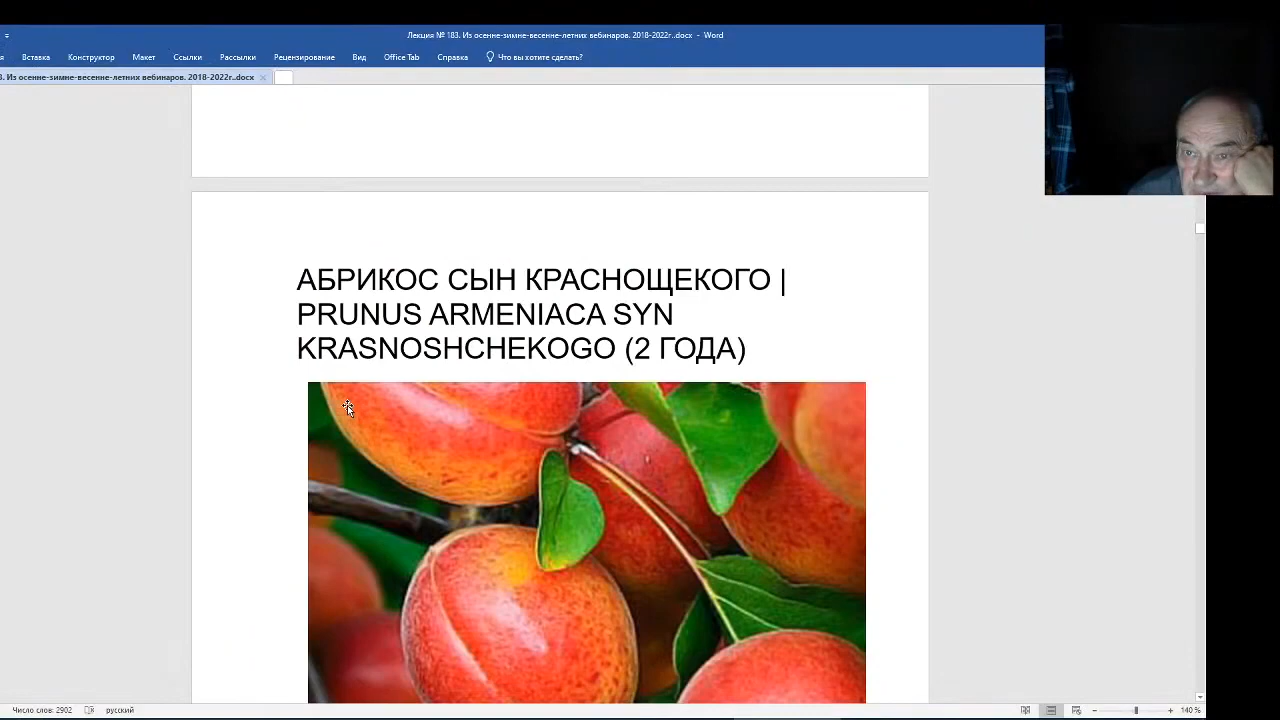 Лекция № 183. Из осенне-зимне-весенне-летних вебинаров. 2018-2022г..docx - Word
Вставка Конструктор Макет Ссылки Рассылки Рецензирование Вид Office Tab Справка Что вы хотите сделать?
3. Из осенне-зимне-весенне-летних вебинаров. 2018-2022г..docx
АБРИКОС СЫН КРАСНОЩЕКОГО |
PRUNUS ARMENIACA SYN
KRASNOSHCHEKOGO (2 ГОДА)
Число слов: 2902 русский 140 %